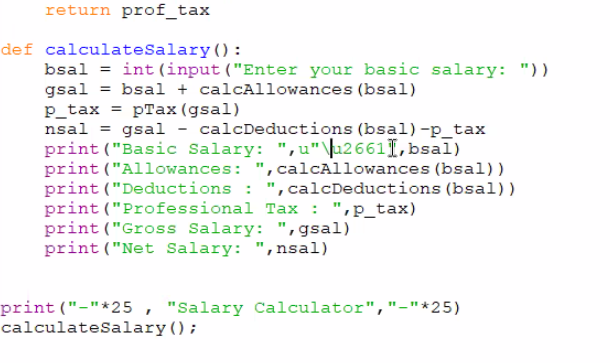 return prof_tax
def calculateSalary():
bsal = int(input("Enter your basic salary: "))
gsal = bsal + calcAllowances(bsal)
p_tax = pTax(gsal)
nsal = gsal - calcDeductions(bsal)-p_tax
print("Basic Salary: ",u"\u2661",bsal)
print("Allowances: ",calcAllowances(bsal))
print("Deductions : ",calcDeductions(bsal))
print("Professional Tax : ",p_tax)
print("Gross Salary: ",gsal)
print("Net Salary: ",nsal)
print("-"*25 , "Salary Calculator","-"*25)
calculateSalary();